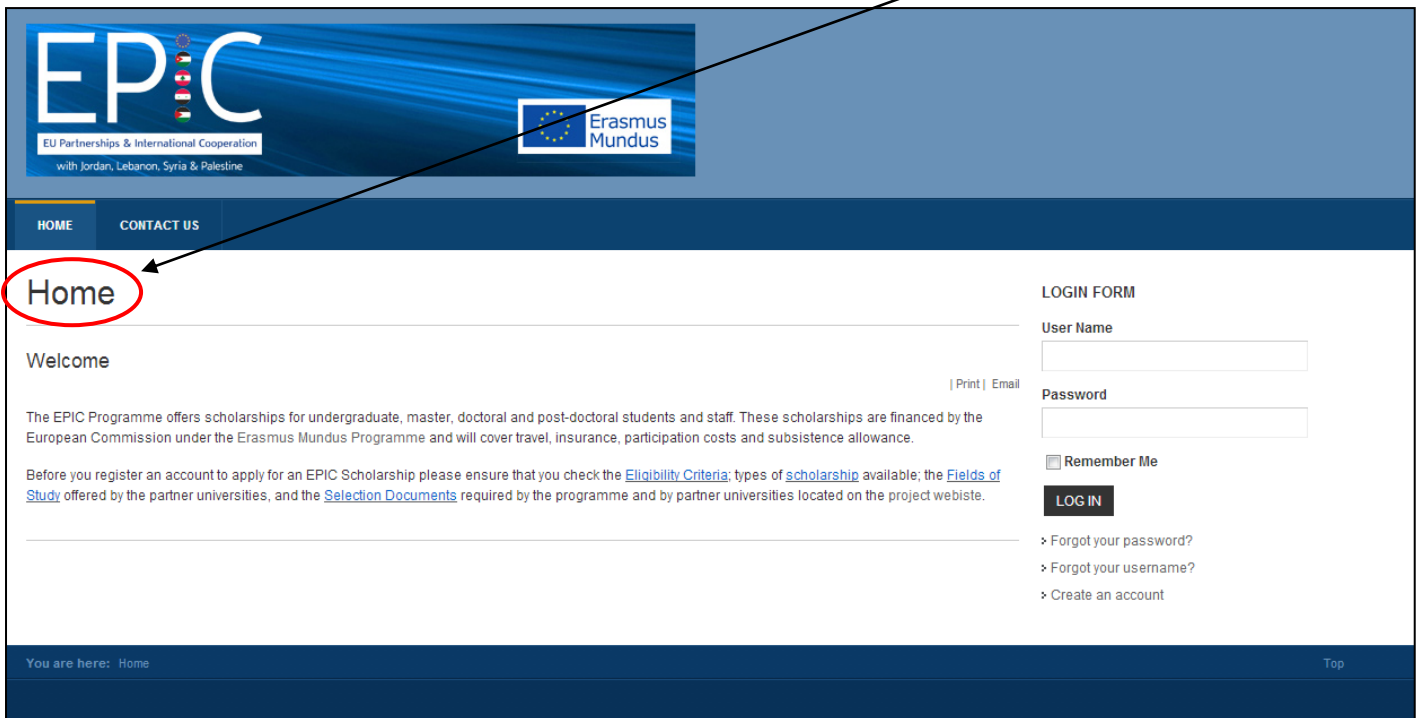 EPiC
EU Partnerships & International Cooperation
with Jordan, Lebanon, Syria & Palestine
Erasmus
Mundus
HOME
CONTACT US
Home
Welcome
| Print | Email
The EPIC Programme offers scholarships for undergraduate, master, doctoral and post-doctoral students and staff. These scholarships are financed by the
European Commission under the Erasmus Mundus Programme and will cover travel, insurance, participation costs and subsistence allowance.
Before you register an account to apply for an EPIC Scholarship please ensure that you check the Eligibility Criteria; types of scholarship available; the Fields of
Study offered by the partner universities, and the Selection Documents required by the programme and by partner universities located on the project webiste.
LOGIN FORM
User Name
Password
Remember Me
LOG IN
Forgot your password?
Forgot your username?
Create an account
You are here: Home
Top